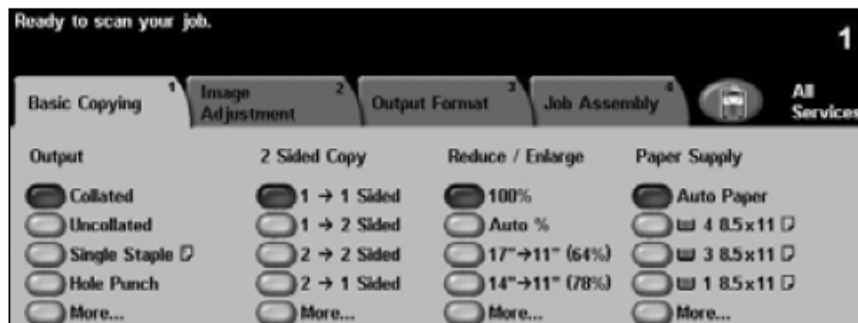 Ready to scan your job.
1
Basic Copying 1
Image Adjustment 2
Output Format 3
Job Assembly 4
All Services
Output
Collated
Uncollated
Single Staple
Hole Punch
More...
2 Sided Copy
1 → 1 Sided
1 → 2 Sided
2 → 2 Sided
2 → 1 Sided
More...
Reduce / Enlarge
100%
Auto %
17"→11" (64%)
14"→11" (78%)
More...
Paper Supply
Auto Paper
4 8.5x11
3 8.5x11
1 8.5x11
More...